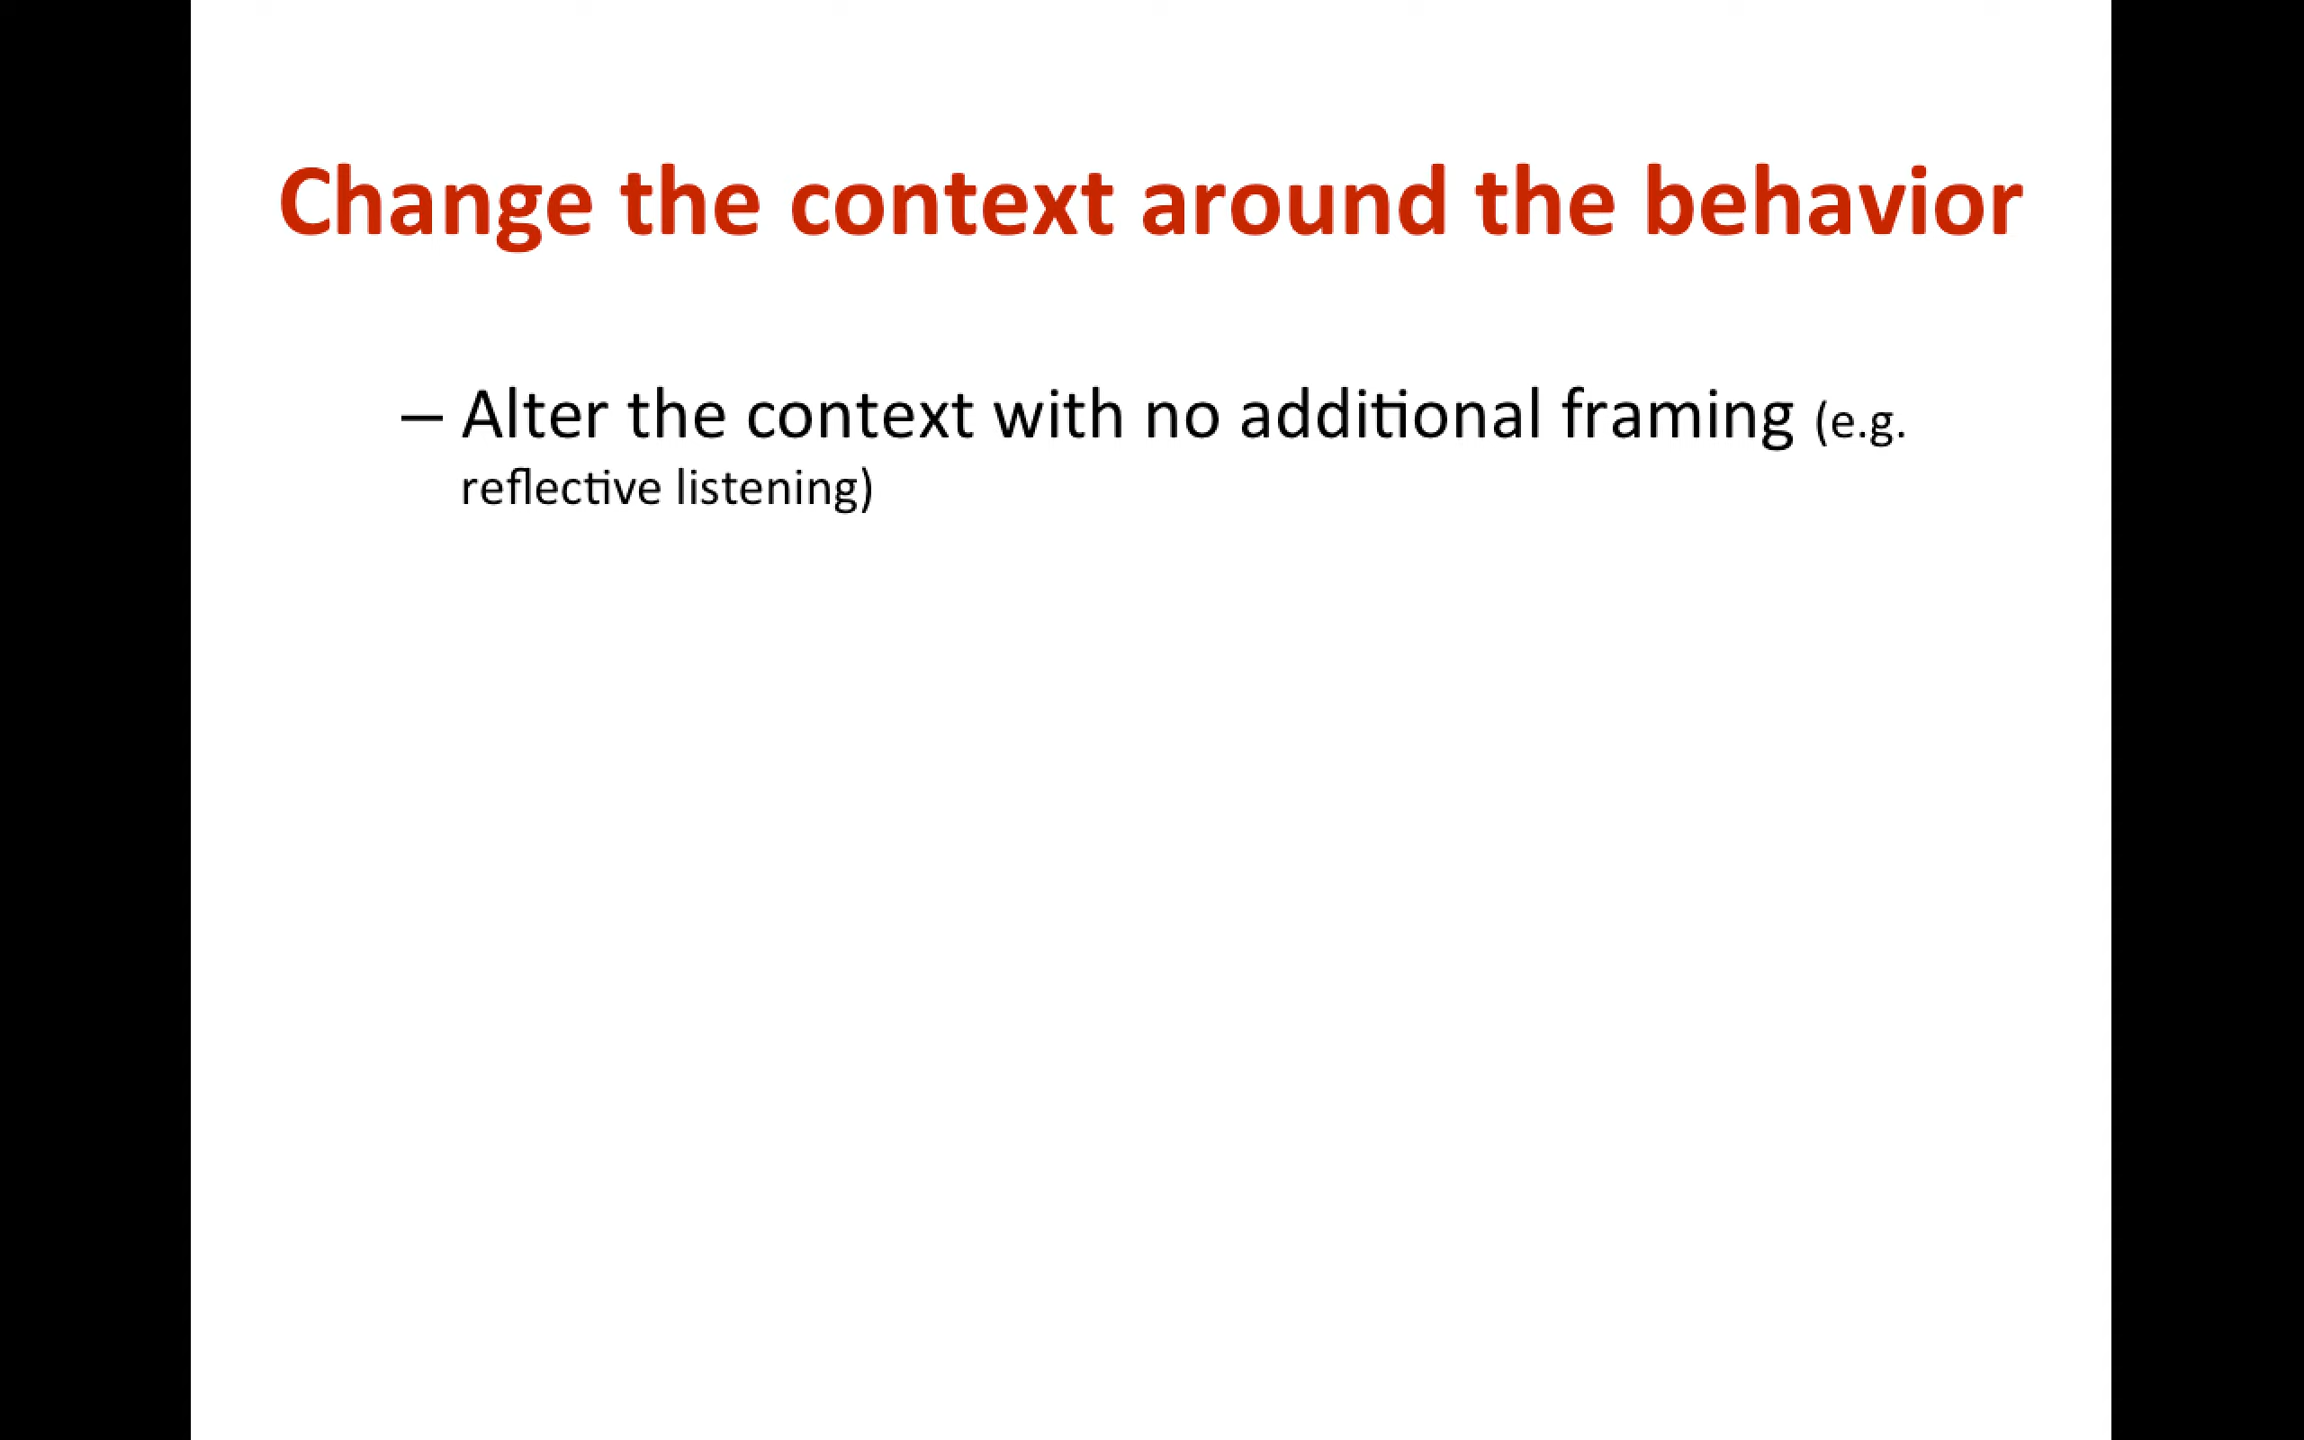 Change the context around the behavior
– Alter the context with no additional framing (e.g.
reflective listening)